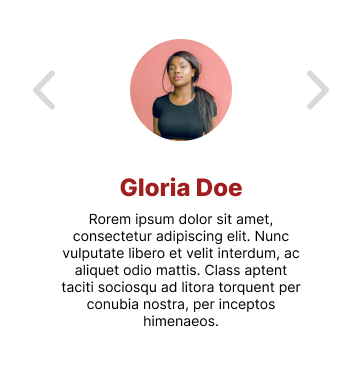 Gloria Doe
Rorem ipsum dolor sit amet,
consectetur adipiscing elit. Nunc
vulputate libero et velit interdum, ac
aliquet odio mattis. Class aptent
taciti sociosqu ad litora torquent per
conubia nostra, per inceptos
himenaeos.